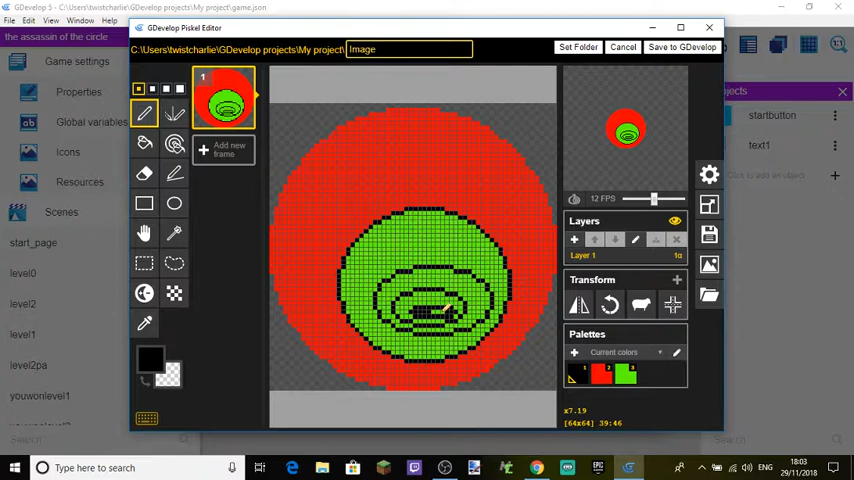 GDevelop 5 - C:\Users\twistcharlie\GDevelop projects\My project\game.json
File Edit View Window Help
the assassin of the circle
Game settings
Properties
Global variables
Icons
Resources
Scenes
start_page
level0
level2
level1
level2pa
youwonlevel1
Search
GDevelop Piskel Editor
C:\Users\twistcharlie\GDevelop projects\My project\ Image
Set Folder
Cancel
Save to GDevelop
1
Add new frame
12 FPS
Layers
Layer 1
1α
Transform
Palettes
Current colors
1 2 3
x7.19
[64x64] 39:46
1:1
startbutton
text1
Type here to search
ENG
18:03
29/11/2018